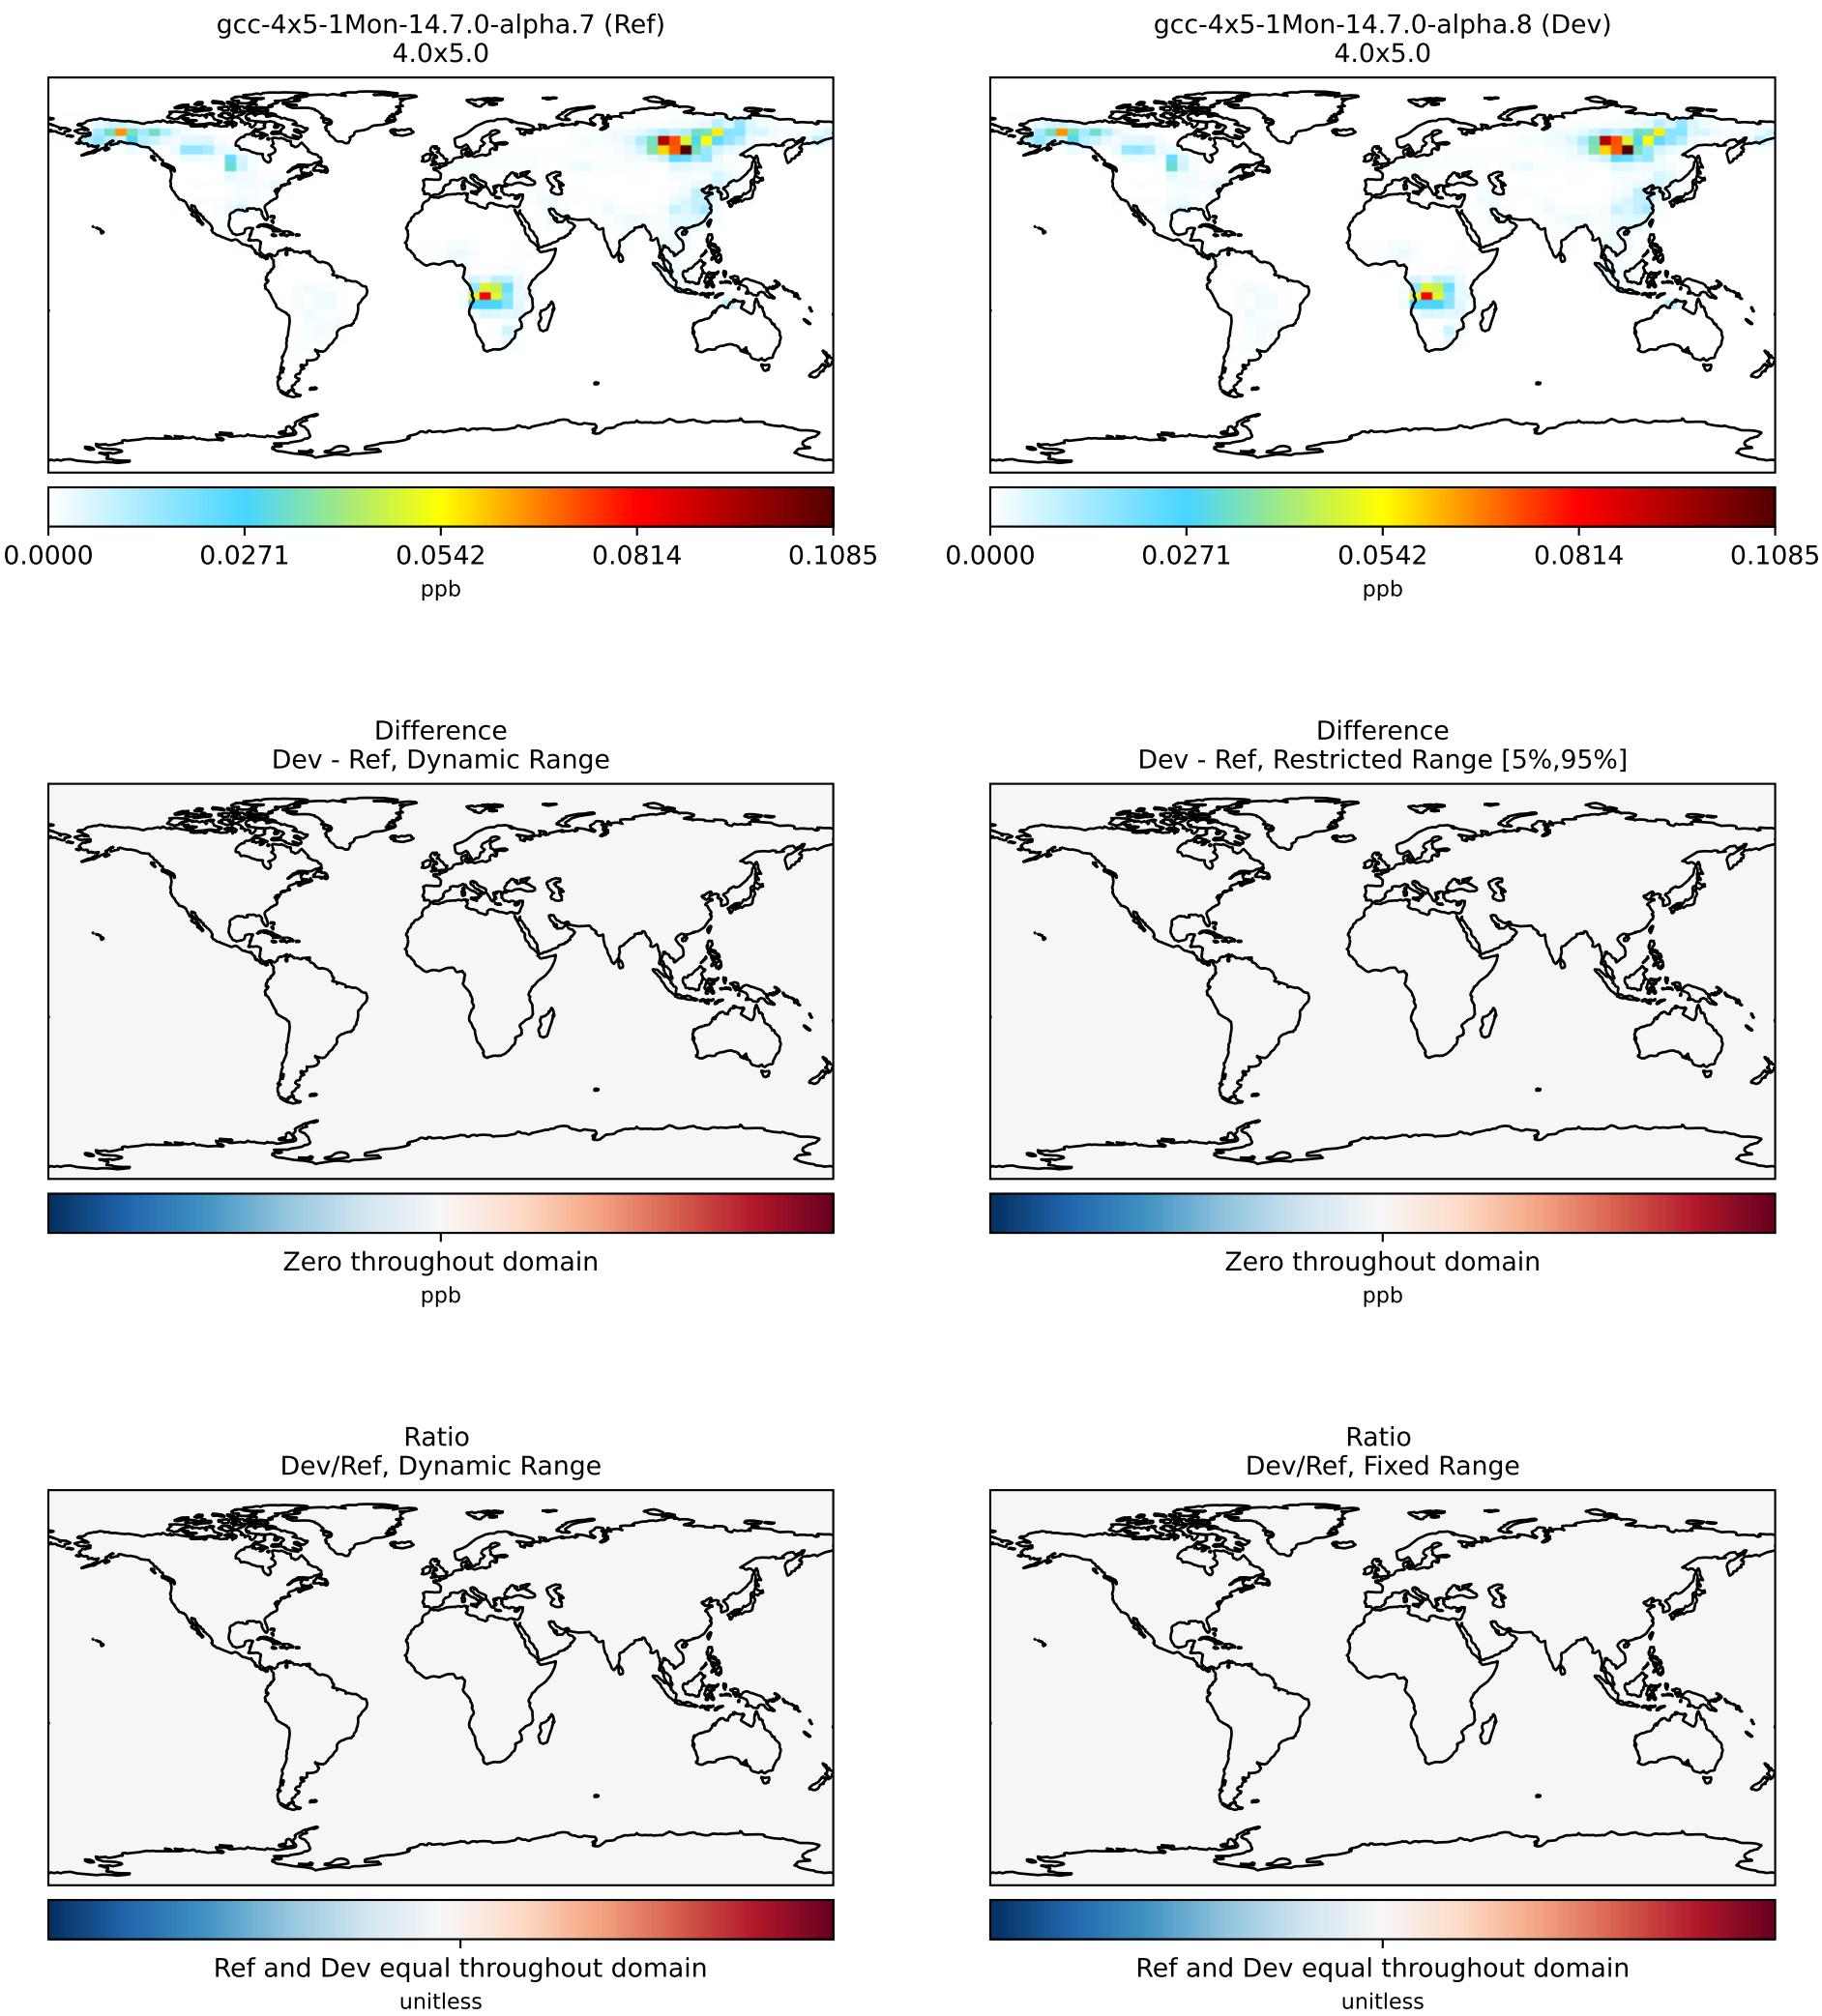 gcc-4x5-1Mon-14.7.0-alpha.7 (Ref)
4.0x5.0
gcc-4x5-1Mon-14.7.0-alpha.8 (Dev)
4.0x5.0
0.0000 0.0271 0.0542 0.0814 0.1085
ppb
0.0000 0.0271 0.0542 0.0814 0.1085
ppb
Difference
Dev - Ref, Dynamic Range
Difference
Dev - Ref, Restricted Range [5%,95%]
Zero throughout domain
ppb
Zero throughout domain
ppb
Ratio
Dev/Ref, Dynamic Range
Ratio
Dev/Ref, Fixed Range
Ref and Dev equal throughout domain
unitless
Ref and Dev equal throughout domain
unitless